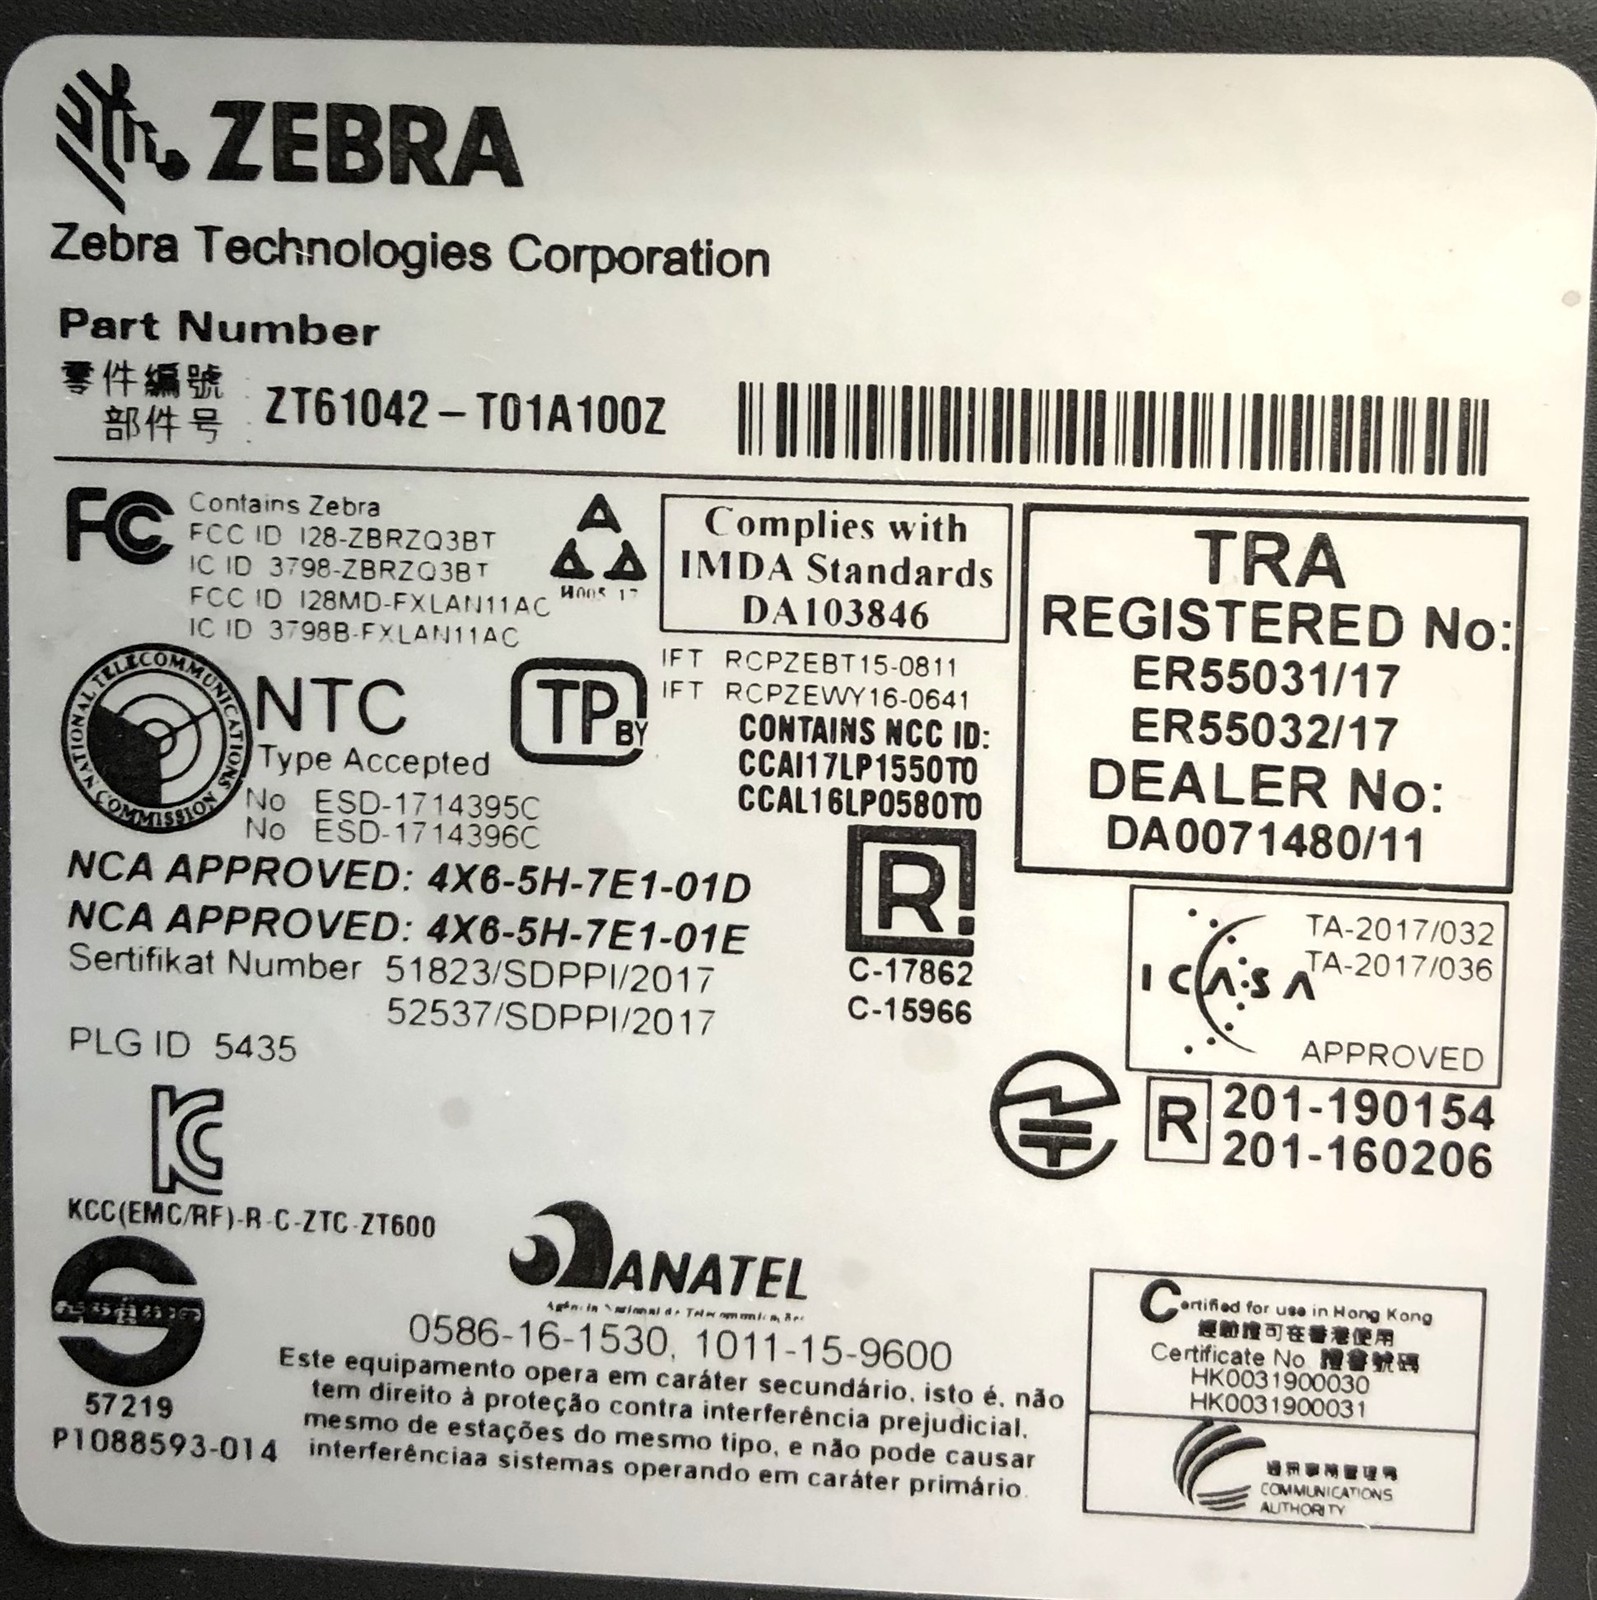 ZEBRA
Zebra Technologies Corporation
Part Number
零件編號 :
部件号 :
ZT61042-T01A100Z
FC
Contains Zebra
FCC ID I28-ZBRZQ3BT
IC ID 3798-ZBRZQ3BT
FCC ID I28MD-FXLAN11AC
IC ID 3798B-FXLAN11AC
H005 17
Complies with
IMDA Standards
DA103846
TRA
REGISTERED No:
ER55031/17
ER55032/17
DEALER No:
DA0071480/11
NATIONAL TELECOMMUNICATIONS COMMISSION
NTC
Type Accepted
No ESD-1714395C
No ESD-1714396C
TP BY
IFT RCPZEBT15-0811
IFT RCPZEWY16-0641
CONTAINS NCC ID:
CCAI17LP1550T0
CCAL16LP0580T0
NCA APPROVED: 4X6-5H-7E1-01D
NCA APPROVED: 4X6-5H-7E1-01E
R
C-17862
C-15966
Sertifikat Number 51823/SDPPI/2017
52537/SDPPI/2017
PLG ID 5435
ICASA
TA-2017/032
TA-2017/036
APPROVED
R 201-190154
201-160206
KC
KCC(EMC/RF)-R-C-ZTC-ZT600
57219
P1088593-014
ANATEL
Agência Nacional de Telecomunicações
0586-16-1530, 1011-15-9600
Este equipamento opera em caráter secundário, isto é, não
tem direito à proteção contra interferência prejudicial,
mesmo de estações do mesmo tipo, e não pode causar
interferênciaa sistemas operando em caráter primário
Certified for use in Hong Kong
經驗證可在香港使用
Certificate No 證書號碼
HK0031900030
HK0031900031
通訊事務管理局
COMMUNICATIONS
AUTHORITY